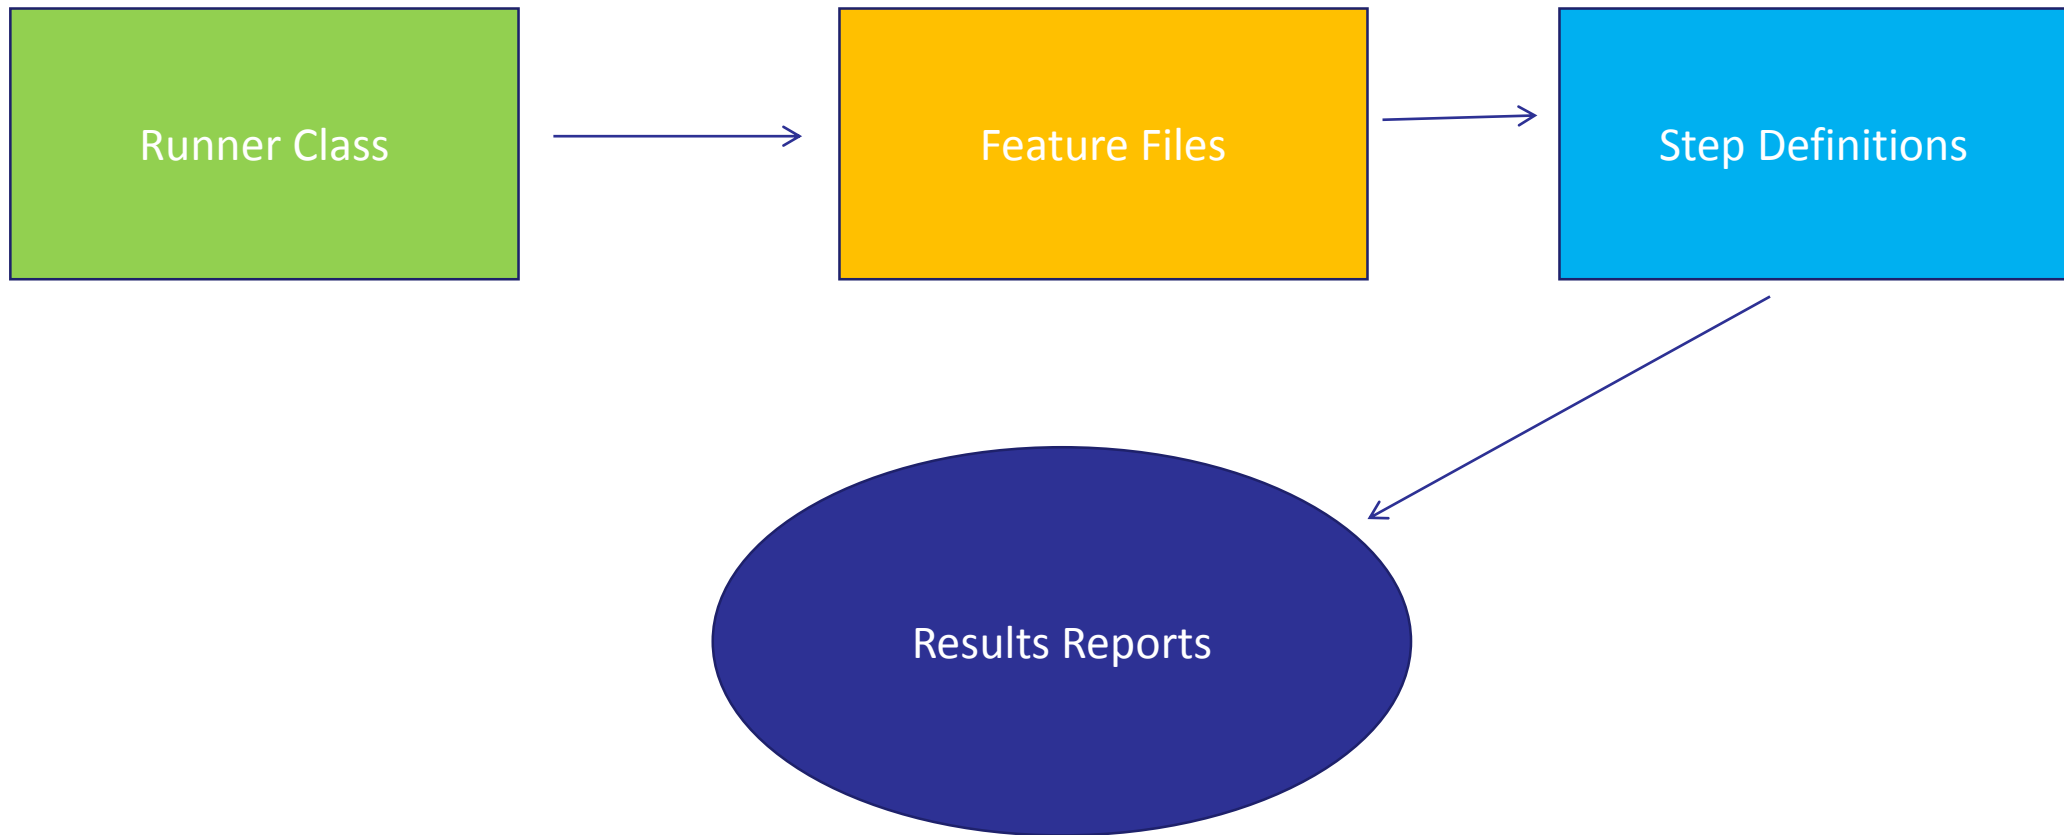 Runner Class
Feature Files
Step Definitions
Results Reports